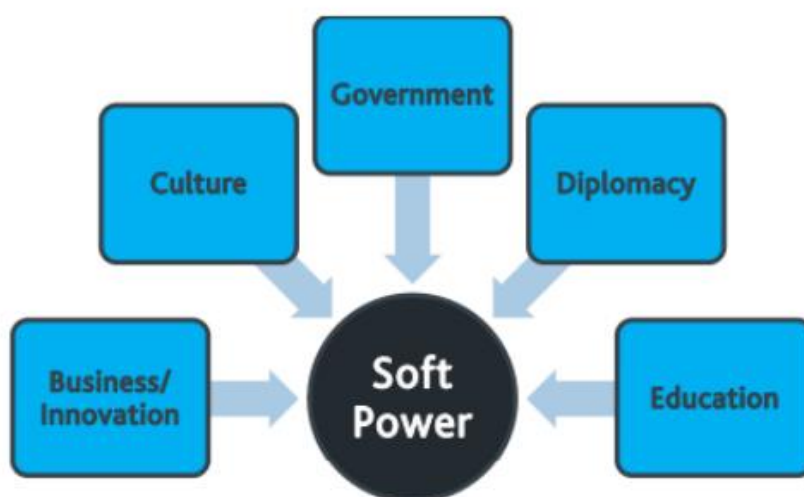 Government
Culture
Diplomacy
Business/
Innovation
Soft
Power
Education